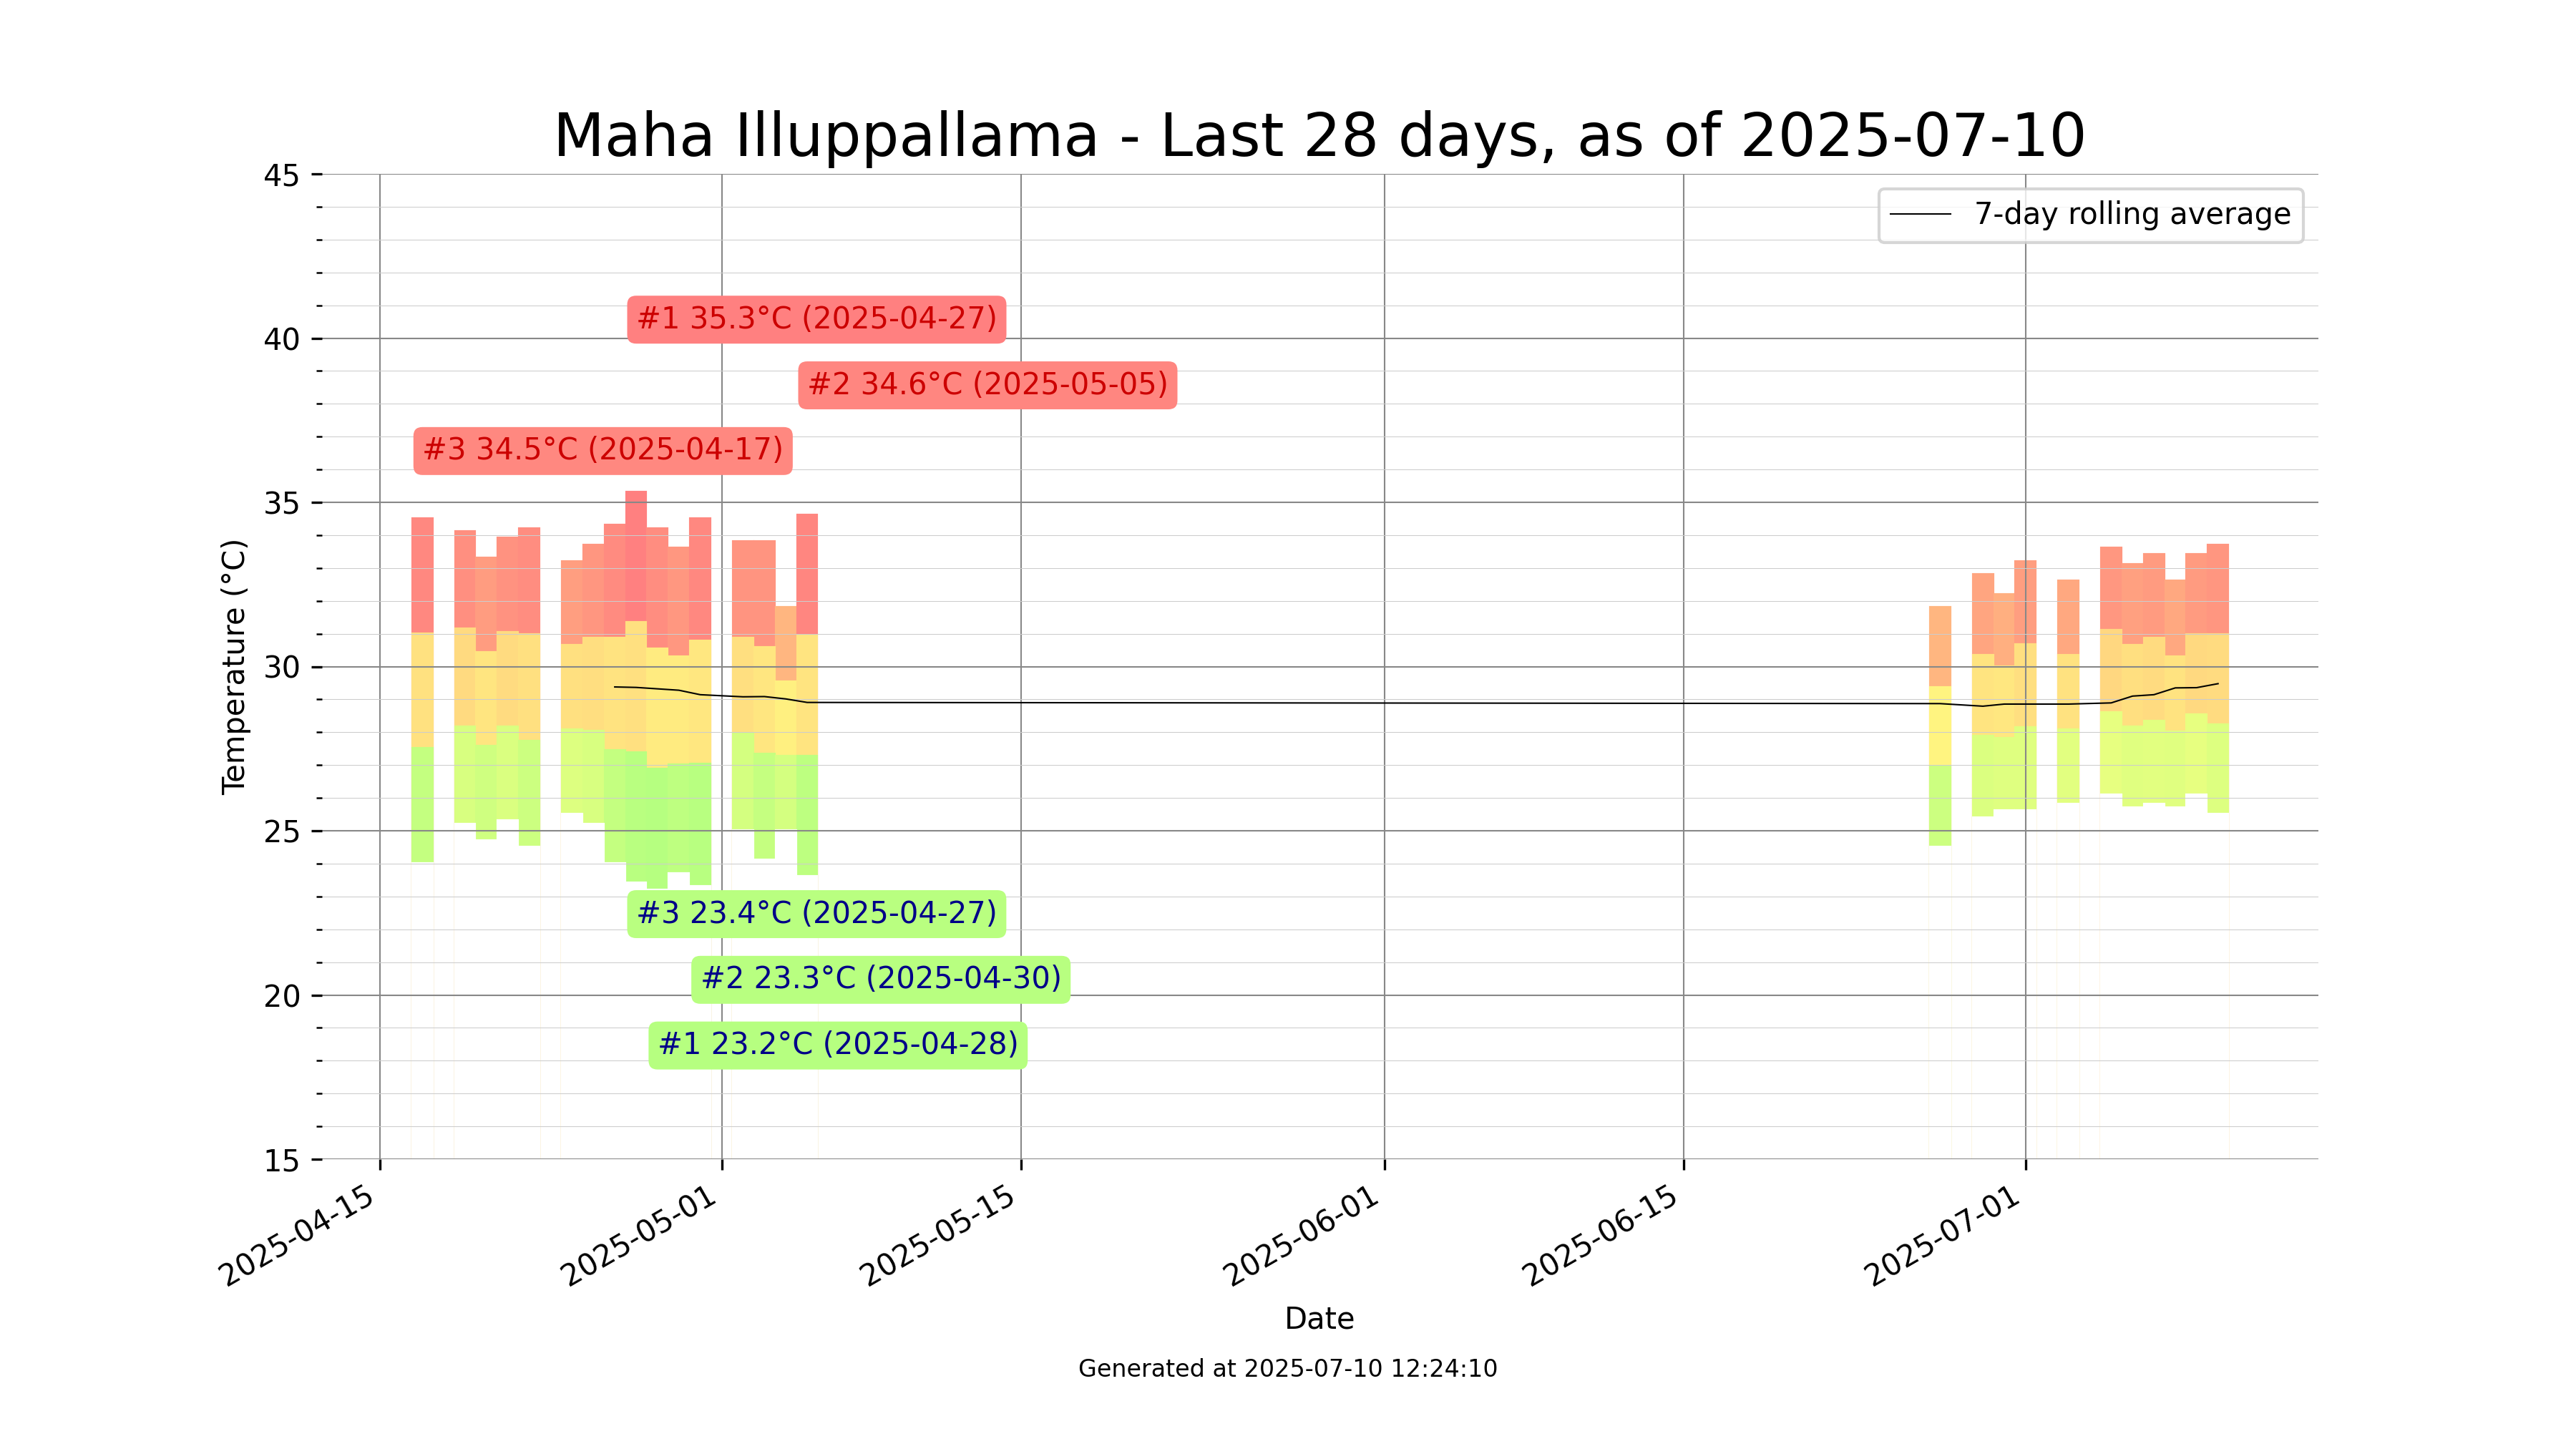 Maha Illuppallama - Last 28 days, as of 2025-07-10
45
7-day rolling average
#1 35.3°C (2025-04-27)
40
#2 34.6°C (2025-05-05)
#3 34.5°C (2025-04-17)
35
Temperature (°C)
30
25
#3 23.4°C (2025-04-27)
#2 23.3°C (2025-04-30)
20
#1 23.2°C (2025-04-28)
15
2025-04-15
2025-05-01
2025-05-15
2025-06-01
2025-06-15
2025-07-01
Date
Generated at 2025-07-10 12:24:10